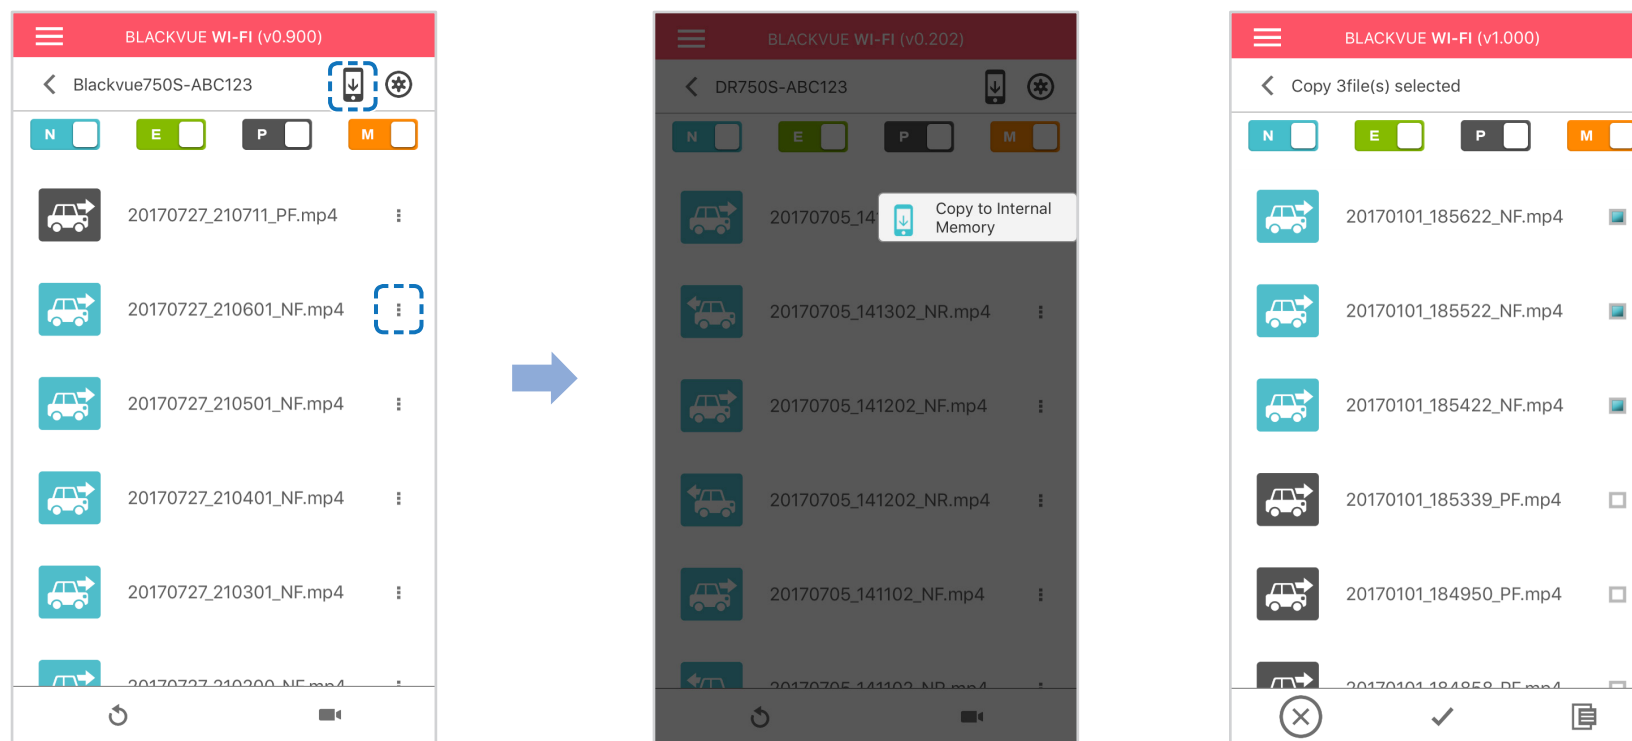 BLACKVUE WI-FI (v0.900)
Blackvue750S-ABC123
N E P M
20170727_210711_PF.mp4
20170727_210601_NF.mp4
20170727_210501_NF.mp4
20170727_210401_NF.mp4
20170727_210301_NF.mp4
BLACKVUE WI-FI (v0.202)
DR750S-ABC123
N E P M
Copy to Internal
Memory
20170705_141302_NR.mp4
20170705_141202_NF.mp4
20170705_141202_NR.mp4
20170705_141102_NF.mp4
BLACKVUE WI-FI (v1.000)
Copy 3file(s) selected
N E P M
20170101_185622_NF.mp4
20170101_185522_NF.mp4
20170101_185422_NF.mp4
20170101_185339_PF.mp4
20170101_184950_PF.mp4